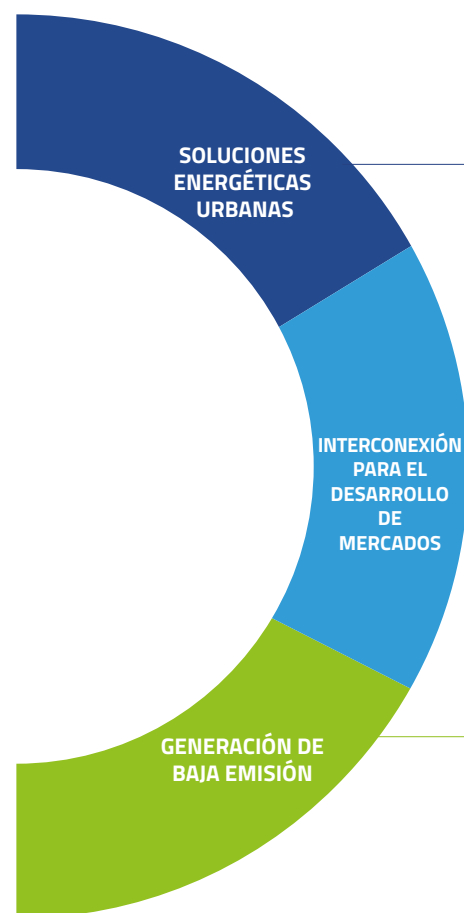 SOLUCIONES
ENERGÉTICAS
URBANAS
INTERCONEXIÓN
PARA EL
DESARROLLO
DE
MERCADOS
GENERACIÓN DE
BAJA EMISIÓN